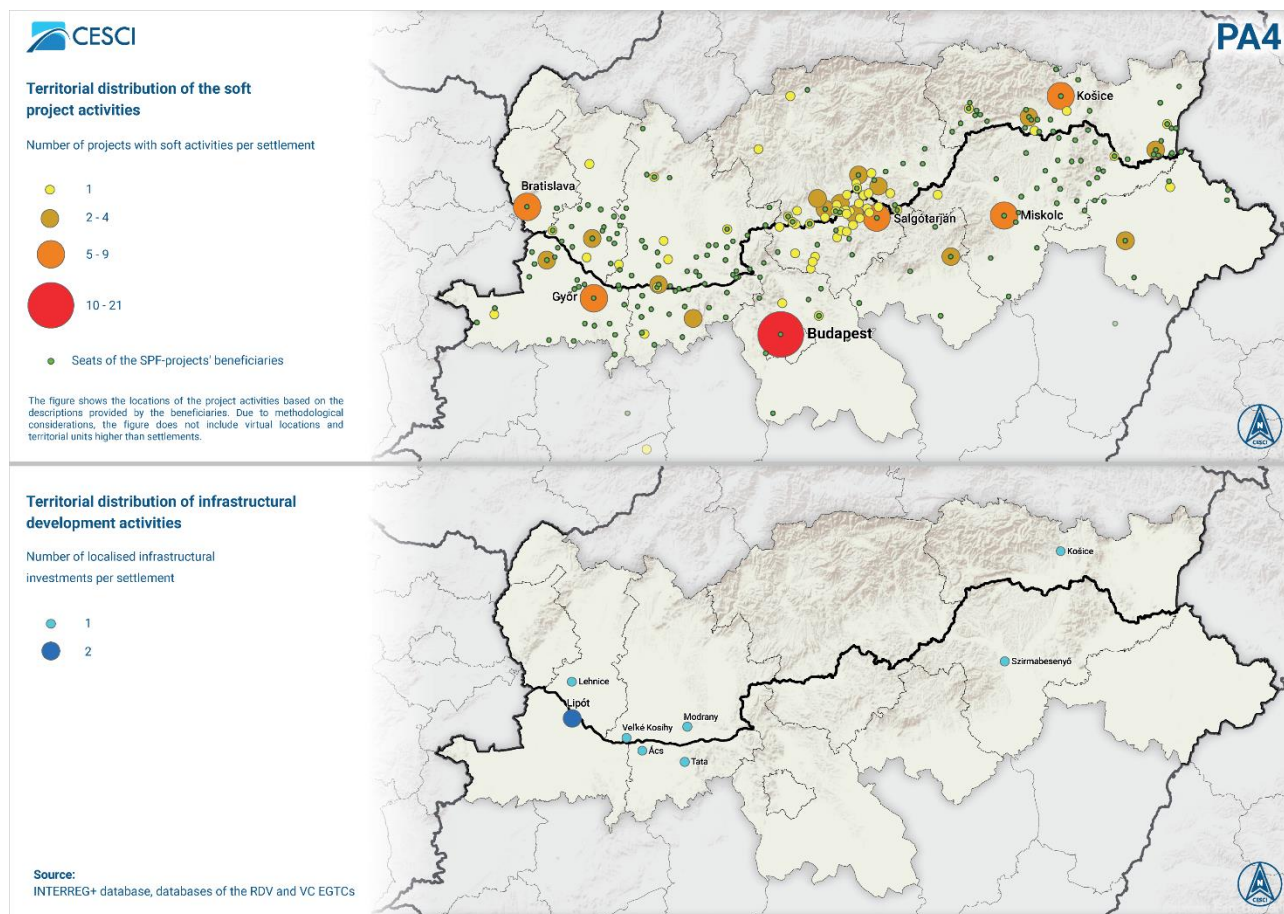 CESCI
PA4
Territorial distribution of the soft
project activities
Number of projects with soft activities per settlement
1
2 - 4
5 - 9
10 - 21
Seats of the SPF-projects' beneficiaries
The figure shows the locations of the project activities based on the
descriptions provided by the beneficiaries. Due to methodological
considerations, the figure does not include virtual locations and
territorial units higher than settlements.
Košice
Bratislava
Salgótarján
Miskolc
Győr
Budapest
N
CESCI
Territorial distribution of infrastructural
development activities
Number of localised infrastructural
investments per settlement
1
2
Košice
Szirmabesenyő
Lehnice
Lipót
Modrany
Veľké Kosihy
Ács
Tata
Source:
INTERREG+ database, databases of the RDV and VC EGTCs
N
CESCI